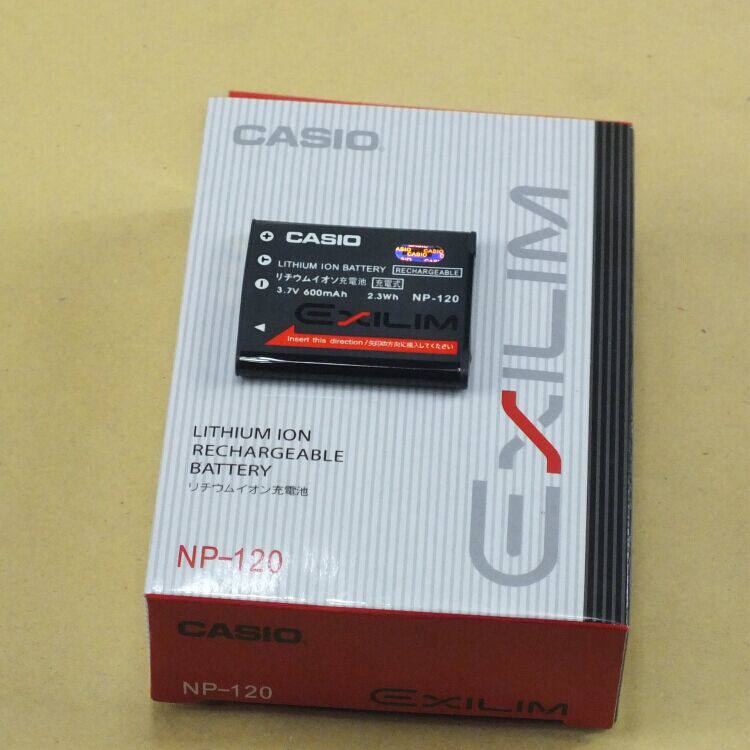 CASIO
CASIO
LITHIUM ION BATTERY RECHARGEABLE
リチウムイオン充電池 充電式
3.7V 600mAh 2.3Wh NP-120
EXILIM
Insert this direction/矢印の方向に挿入してください
EXILIM
LITHIUM ION
RECHARGEABLE
BATTERY
リチウムイオン充電池
NP-120
CASIO
NP-120
EXILIM